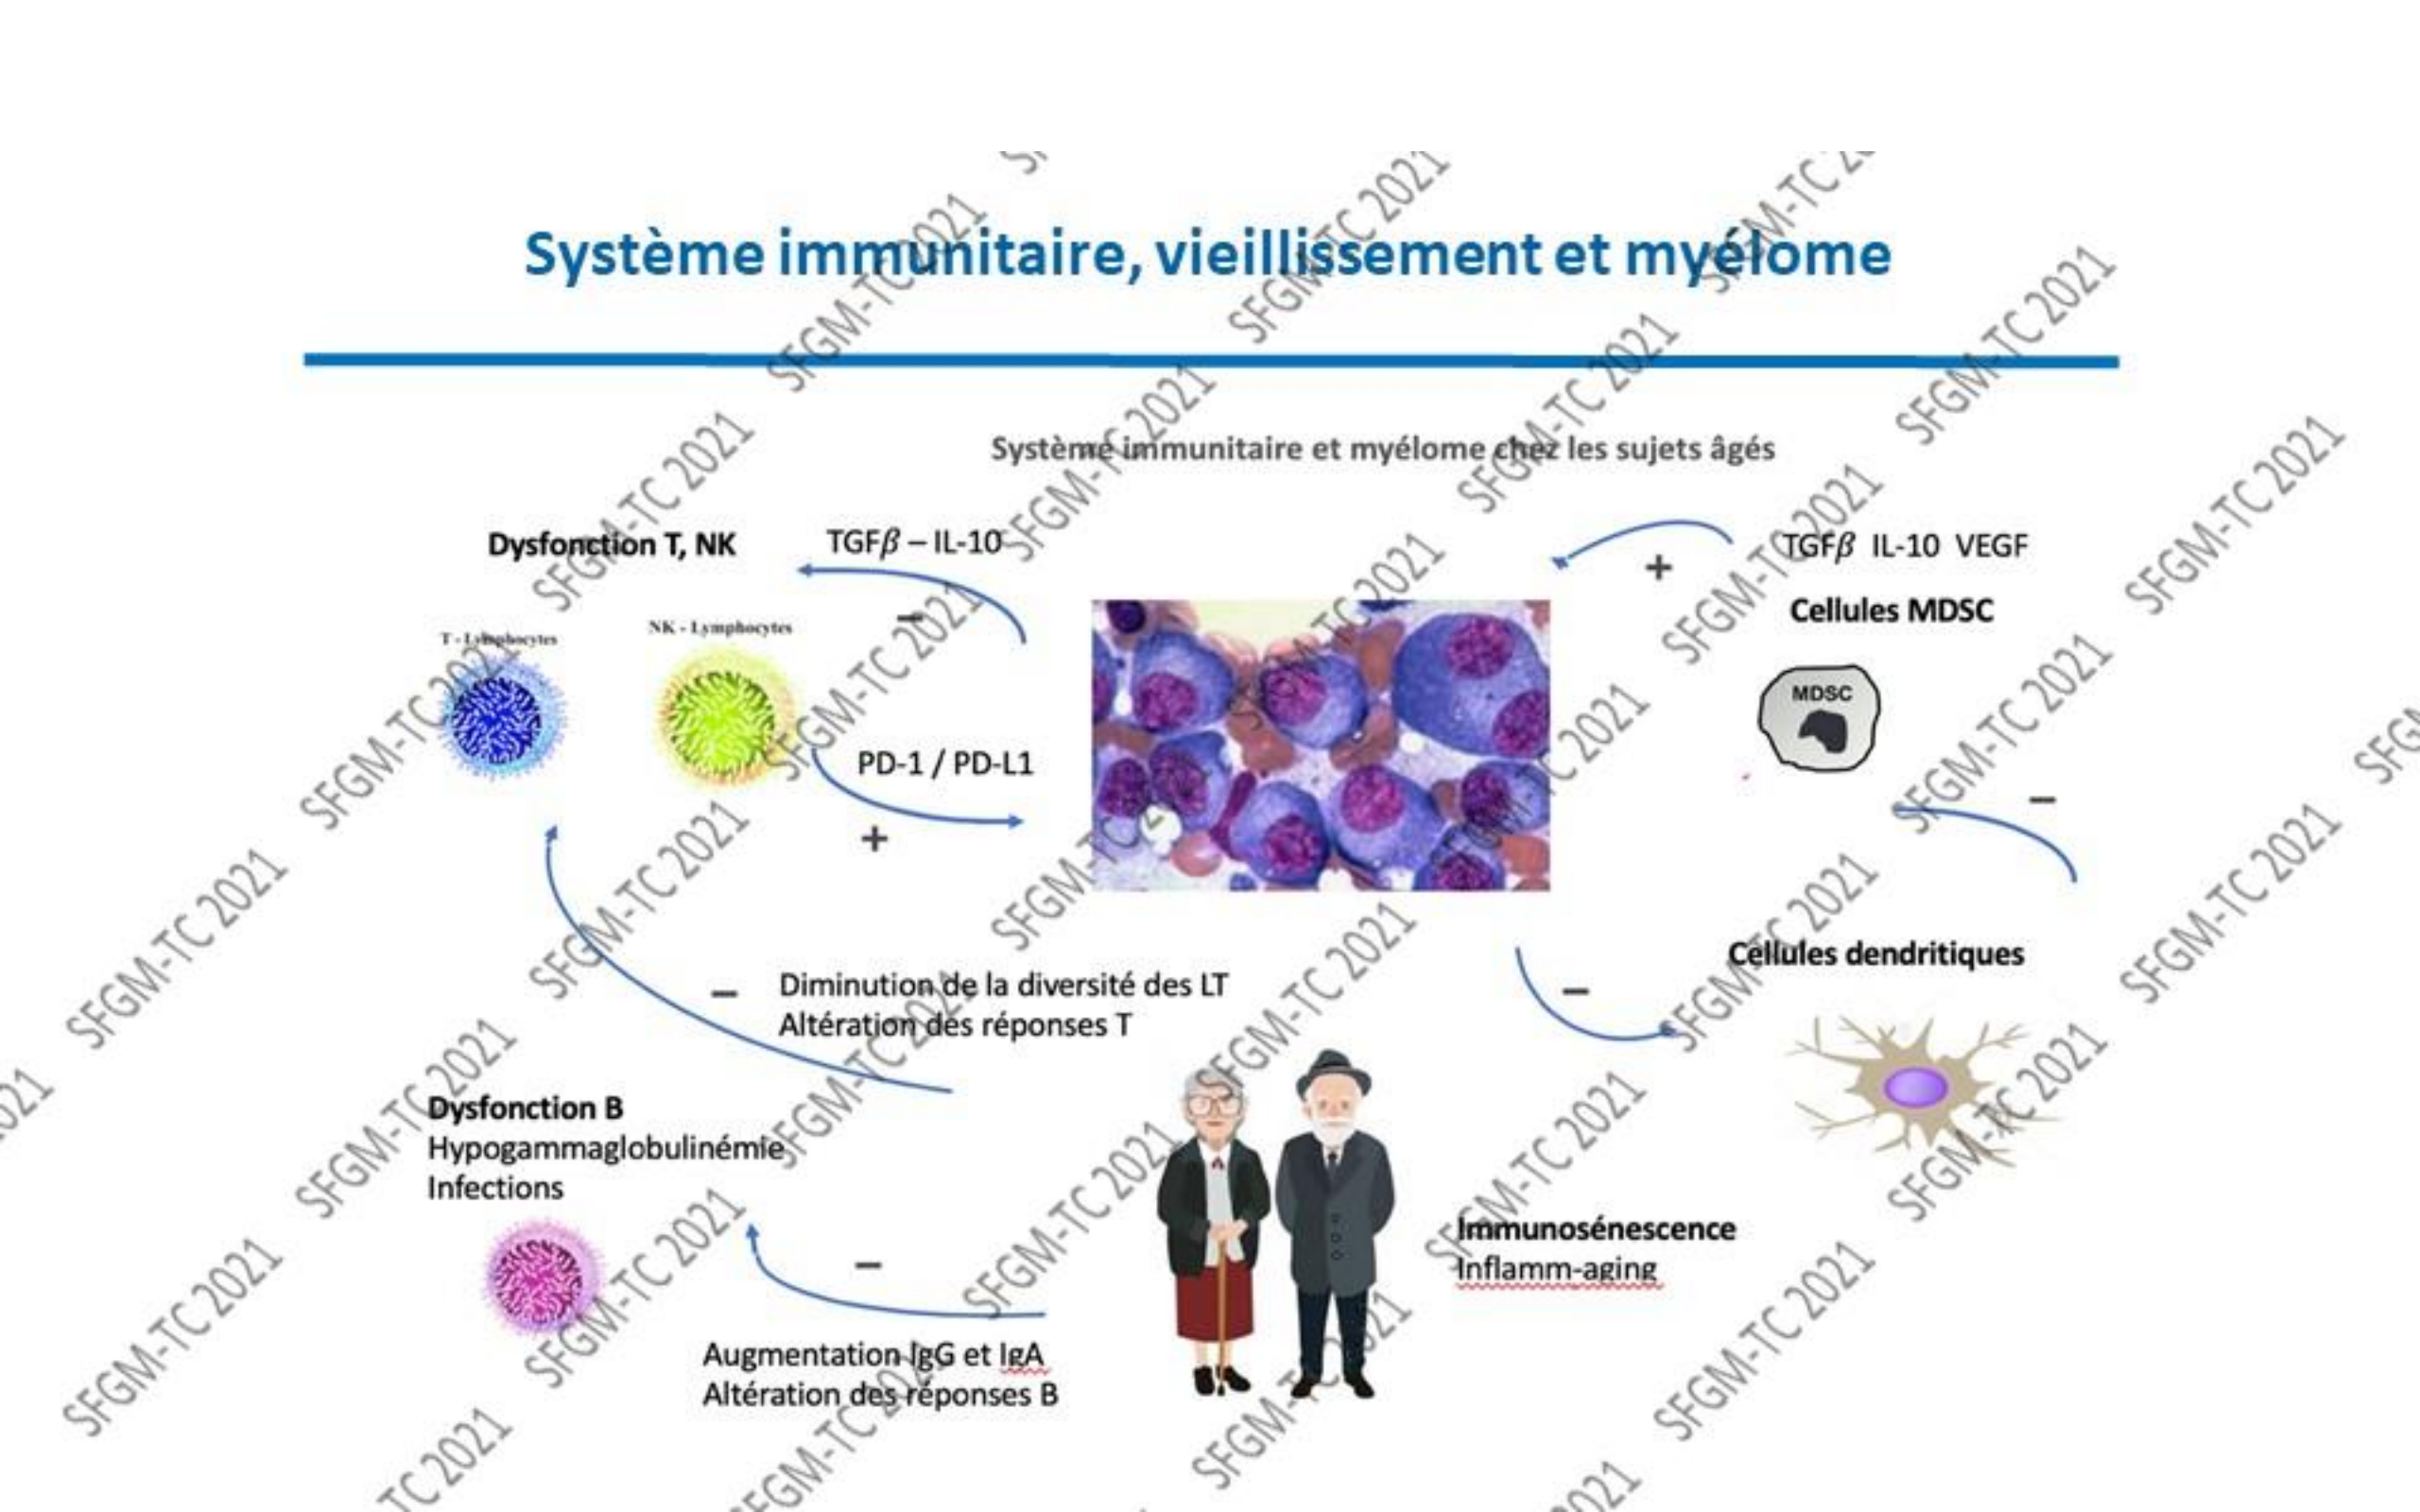 Système immunitaire, vieillissement et myélome
Système immunitaire et myélome chez les sujets âgés
Dysfonction T, NK
TGFβ – IL-10
–
T - Lymphocytes
NK - Lymphocytes
PD-1 / PD-L1
+
TGFβ IL-10 VEGF
+
Cellules MDSC
MDSC
–
Cellules dendritiques
–
– Diminution de la diversité des LT
Altération des réponses T
Dysfonction B
Hypogammaglobulinémie
Infections
–
Augmentation IgG et IgA
Altération des réponses B
Immunosénescence
Inflamm-aging
SFGM-TC 2021